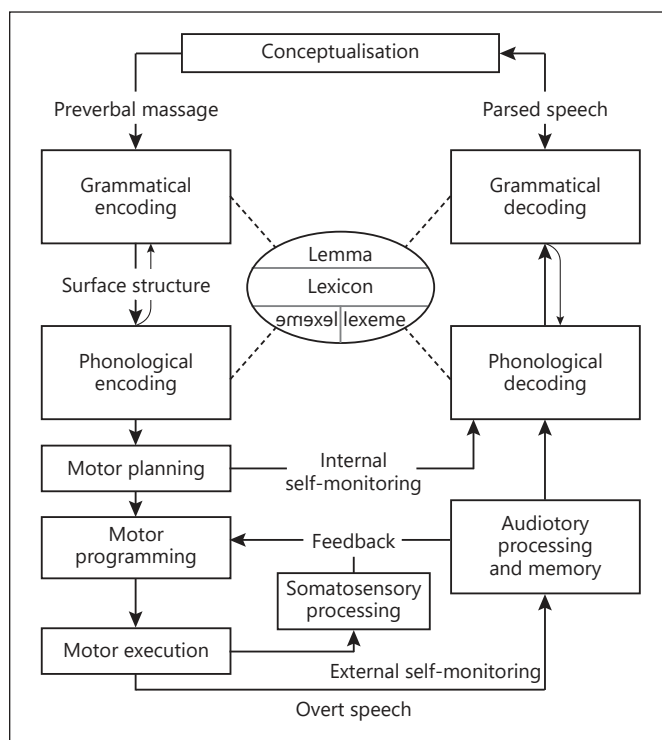 Conceptualisation
Preverbal massage
Parsed speech
Grammatical
encoding
Grammatical
decoding
Lemma
Lexicon
lexeme
lexeme
Surface structure
Phonological
encoding
Phonological
decoding
Motor planning
Internal
self-monitoring
Motor
programming
Feedback
Audiotory
processing
and memory
Somatosensory
processing
Motor execution
External self-monitoring
Overt speech